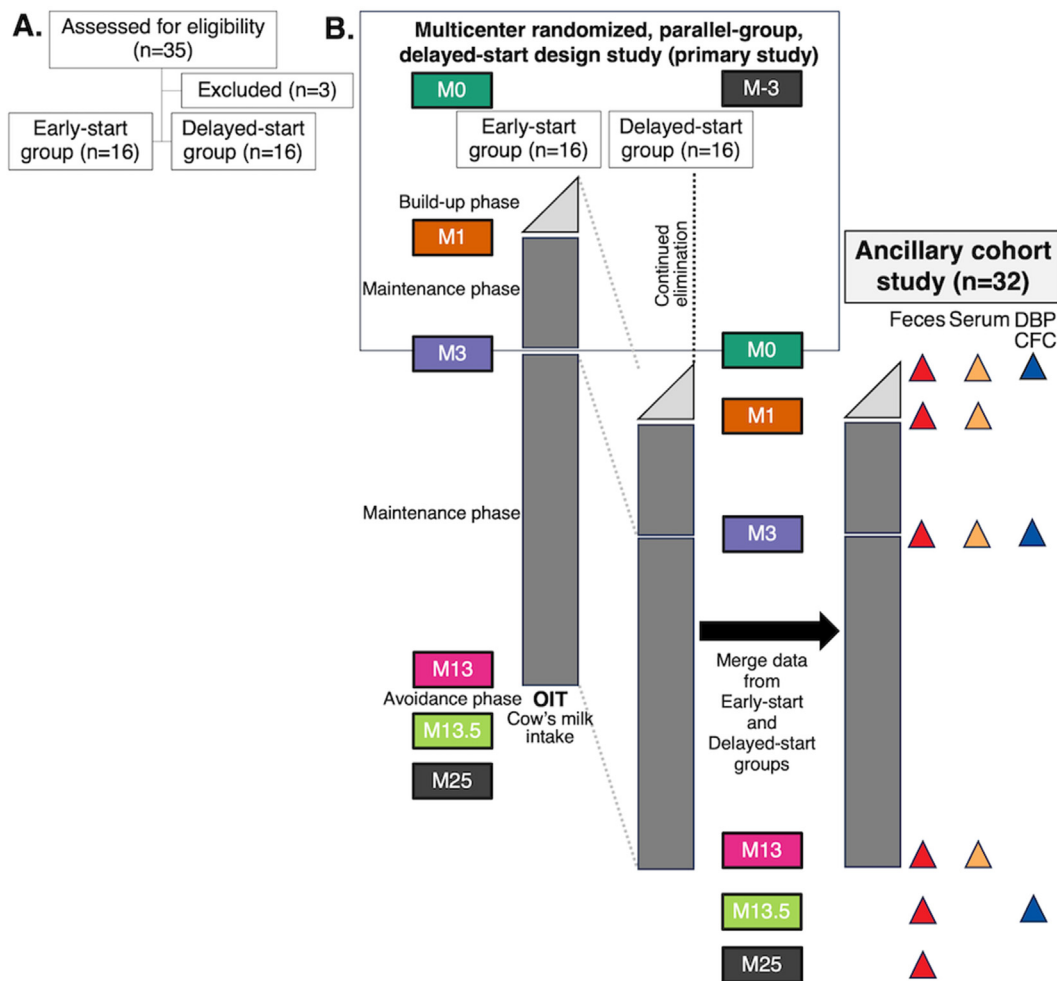 A.
Assessed for eligibility
(n=35)
Excluded (n=3)
Early-start
group (n=16)
Delayed-start
group (n=16)
B.
Multicenter randomized, parallel-group,
delayed-start design study (primary study)
M0
M-3
Early-start
group (n=16)
Delayed-start
group (n=16)
Build-up phase
M1
Maintenance phase
M3
Continued
elimination
M0
M1
Maintenance phase
M3
M13
Avoidance phase
M13.5
M25
OIT
Cow's milk
intake
Merge data
from
Early-start
and
Delayed-start
groups
M13
M13.5
M25
Ancillary cohort
study (n=32)
Feces Serum DBP
CFC